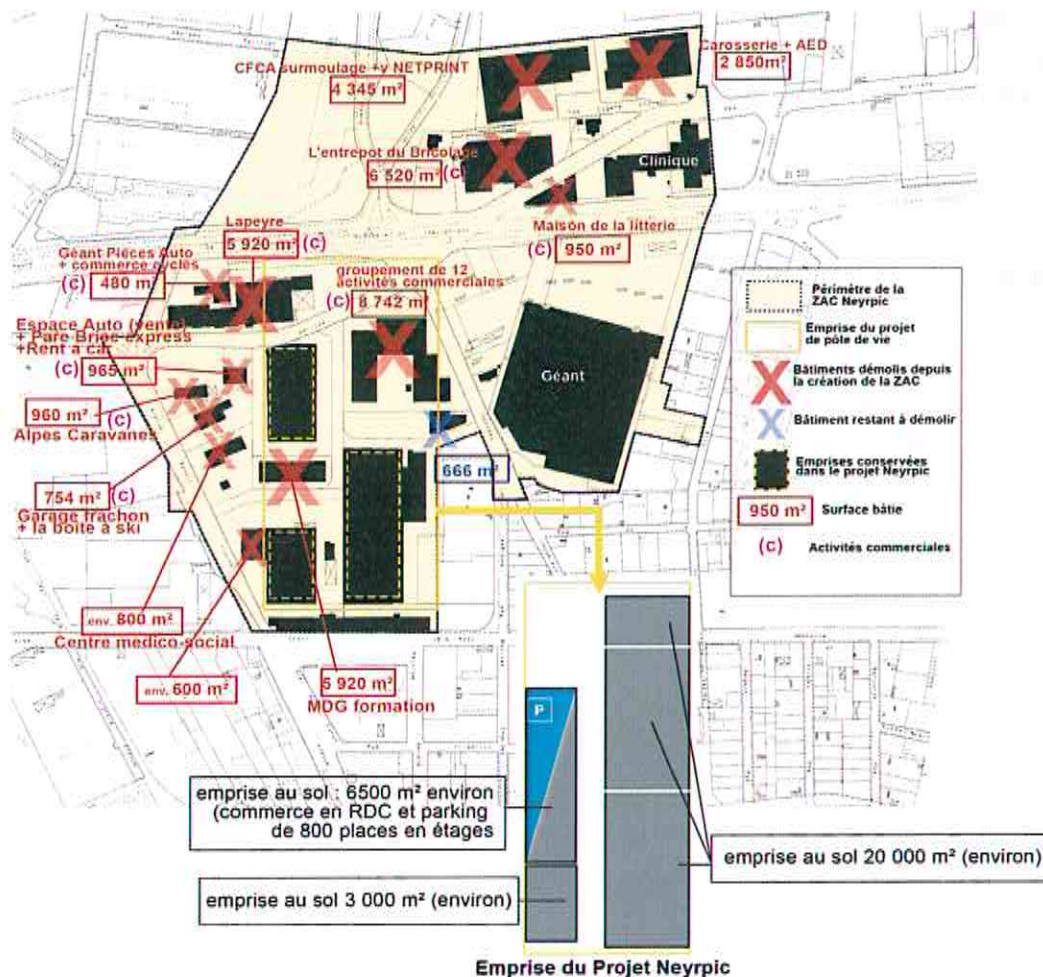 Carosserie + AED
2 850m²
CFCA surmoulage +v NETPRINT
4 345 m²
L'entrepot du Bricolage
6 520 m² (C)
Clinique
Maison de la litterie
(C) 950 m²
Lapeyre
5 920 m² (C)
Géant Pièces Auto
+ commerce cycles
(C) 480 m²
groupement de 12
activités commerciales
(C) 8 742 m²
Espace Auto (vente)
+ Pare Brise express
+Rent a car
(C) 965 m²
960 m² (C)
Alpes Caravanes
754 m² (C)
Garage frachon
+ la boite à ski
Géant
666 m²
env. 800 m²
Centre medico-social
env. 600 m²
5 920 m²
MDG formation
Périmètre de la
ZAC Neyrpic
Emprise du projet
de pôle de vie
Bâtiments démolis depuis
la création de la ZAC
Bâtiment restant à démolir
Emprises conservées
dans le projet Neyrpic
950 m² Surface bâtie
(C) Activités commerciales
P
emprise au sol : 6500 m² environ
(commerce en RDC et parking
de 800 places en étages
emprise au sol 3 000 m² (environ)
emprise au sol 20 000 m² (environ)
Emprise du Projet Neyrpic